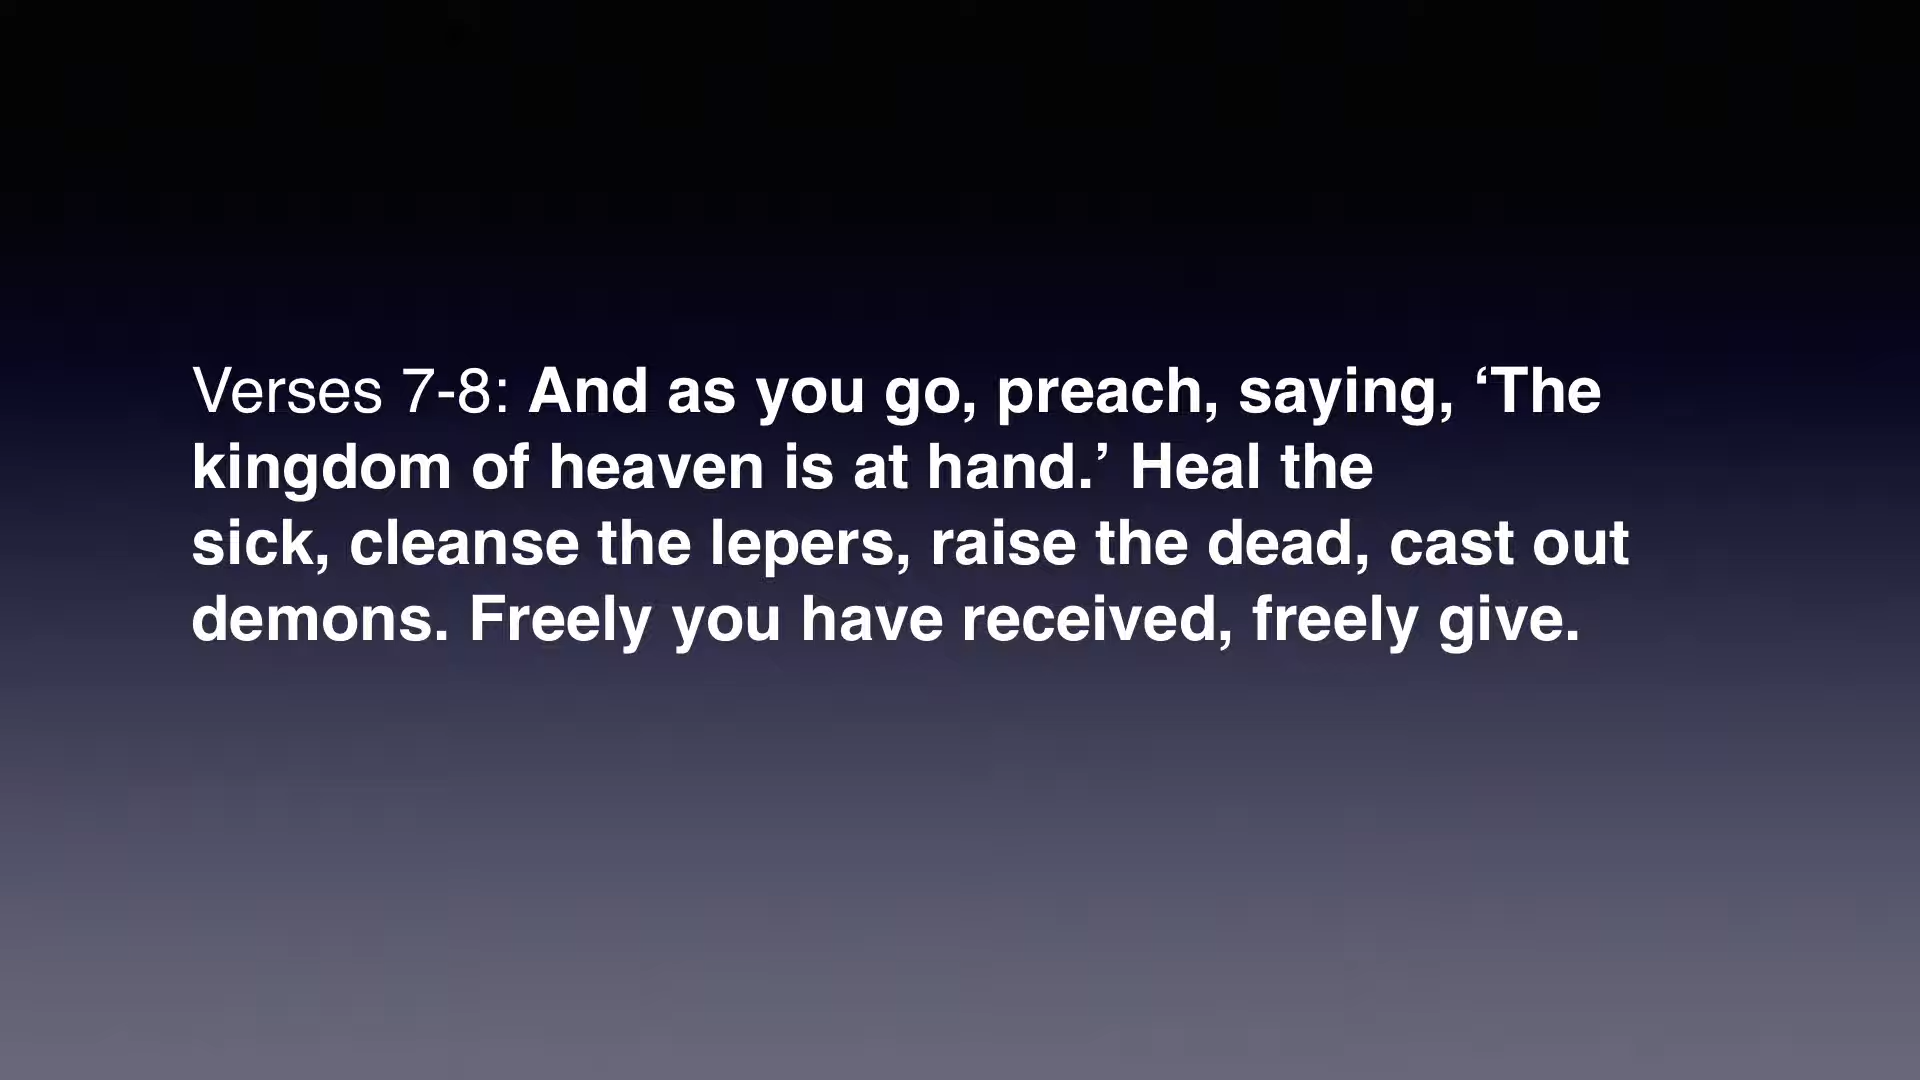 Verses 7-8: And as you go, preach, saying, ‘The
kingdom of heaven is at hand.’ Heal the
sick, cleanse the lepers, raise the dead, cast out
demons. Freely you have received, freely give.